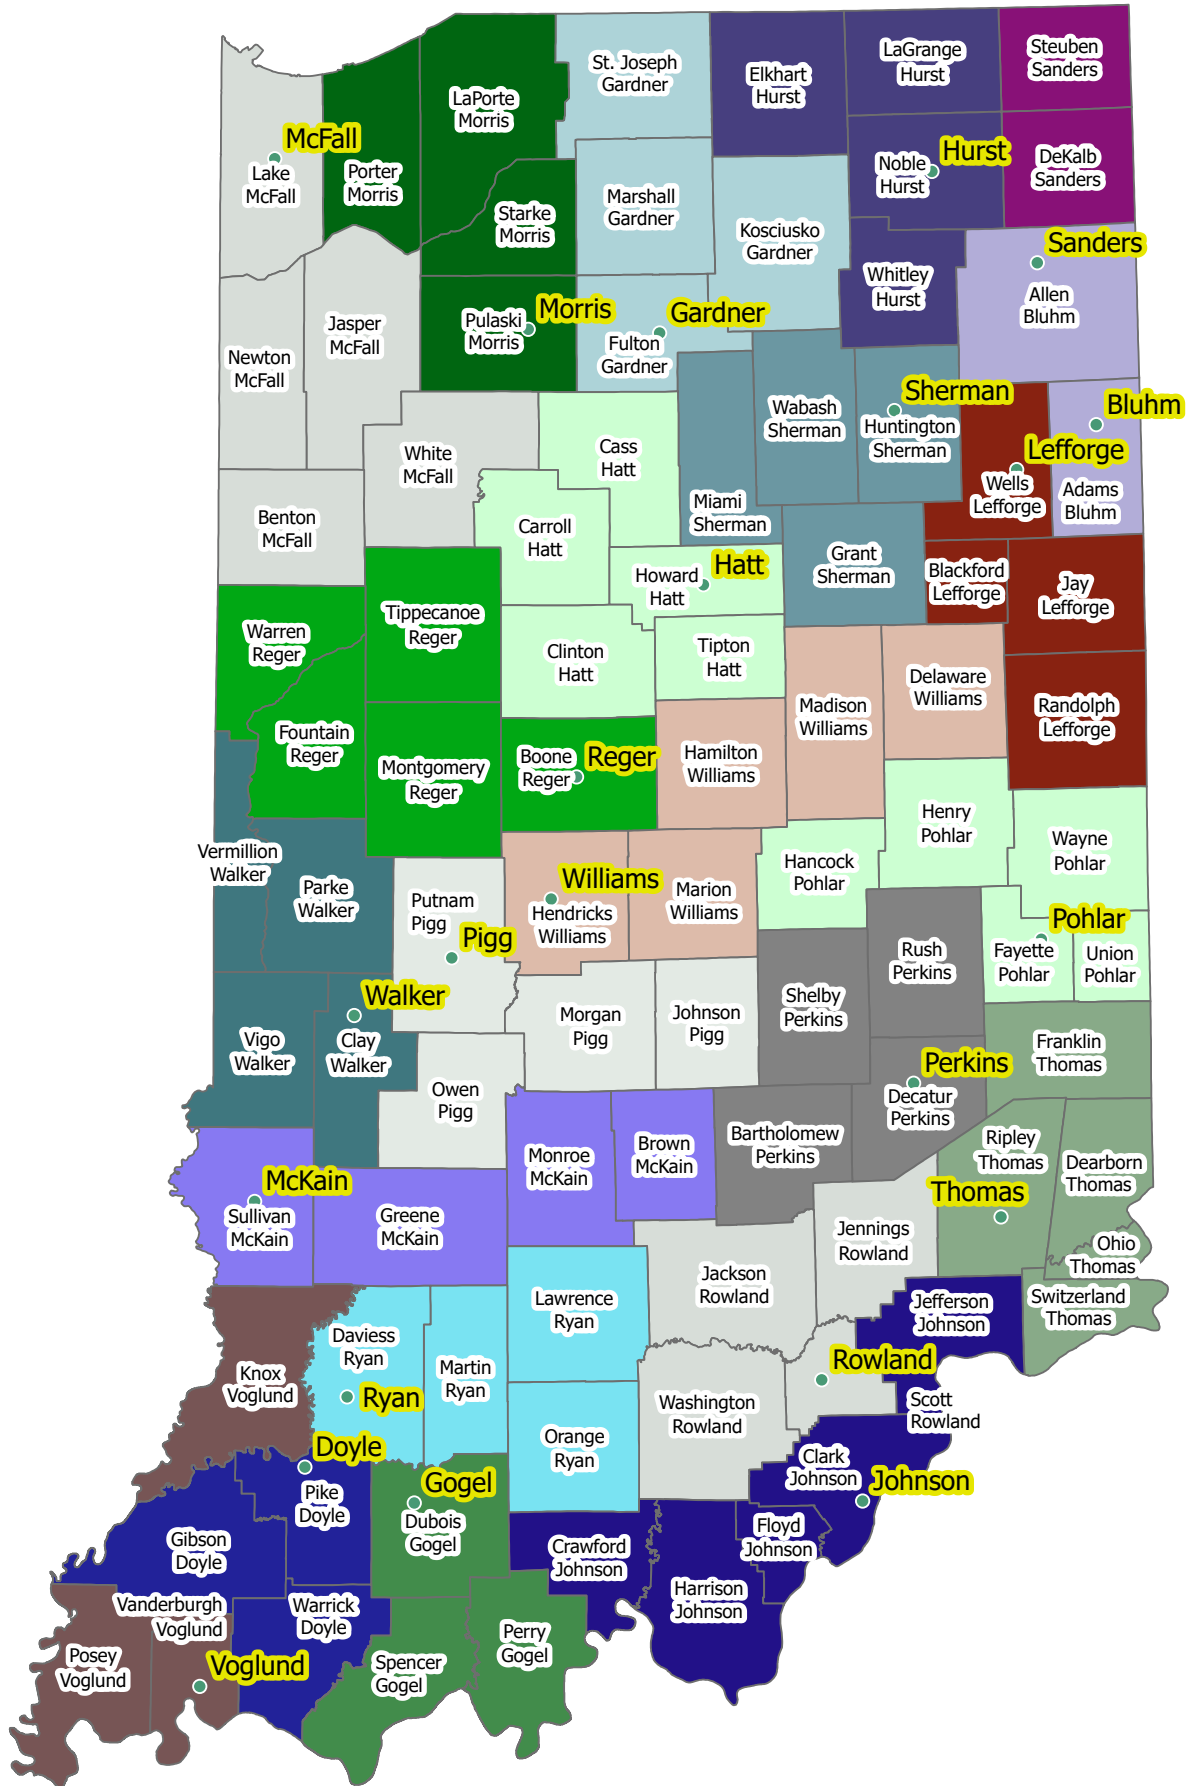 St. Joseph
Gardner
Elkhart
Hurst
LaGrange
Hurst
Steuben
Sanders
LaPorte
Morris
McFall
Lake
McFall
Porter
Morris
Starke
Morris
Marshall
Gardner
Kosciusko
Gardner
Noble
Hurst
Hurst
DeKalb
Sanders
Sanders
Whitley
Hurst
Allen
Bluhm
Newton
McFall
Jasper
McFall
Pulaski
Morris
Morris
Fulton
Gardner
Gardner
White
McFall
Cass
Hatt
Wabash
Sherman
Sherman
Huntington
Sherman
Bluhm
Lefforge
Wells
Lefforge
Adams
Bluhm
Benton
McFall
Carroll
Hatt
Miami
Sherman
Howard
Hatt
Hatt
Grant
Sherman
Blackford
Lefforge
Jay
Lefforge
Warren
Reger
Tippecanoe
Reger
Clinton
Hatt
Tipton
Hatt
Madison
Williams
Delaware
Williams
Randolph
Lefforge
Fountain
Reger
Montgomery
Reger
Boone
Reger
Reger
Hamilton
Williams
Henry
Pohlar
Wayne
Pohlar
Vermillion
Walker
Parke
Walker
Putnam
Pigg
Pigg
Williams
Hendricks
Williams
Marion
Williams
Hancock
Pohlar
Rush
Perkins
Pohlar
Fayette
Pohlar
Union
Pohlar
Walker
Vigo
Walker
Clay
Walker
Morgan
Pigg
Johnson
Pigg
Shelby
Perkins
Perkins
Decatur
Perkins
Franklin
Thomas
Owen
Pigg
Monroe
McKain
Brown
McKain
Bartholomew
Perkins
Ripley
Thomas
Dearborn
Thomas
Thomas
McKain
Sullivan
McKain
Greene
McKain
Jackson
Rowland
Jennings
Rowland
Ohio
Thomas
Switzerland
Thomas
Jefferson
Johnson
Lawrence
Ryan
Daviess
Ryan
Martin
Ryan
Ryan
Knox
Voglund
Rowland
Scott
Rowland
Washington
Rowland
Orange
Ryan
Doyle
Pike
Doyle
Gogel
Dubois
Gogel
Clark
Johnson
Johnson
Gibson
Doyle
Crawford
Johnson
Floyd
Johnson
Harrison
Johnson
Vanderburgh
Voglund
Warrick
Doyle
Perry
Gogel
Posey
Voglund
Voglund
Spencer
Gogel